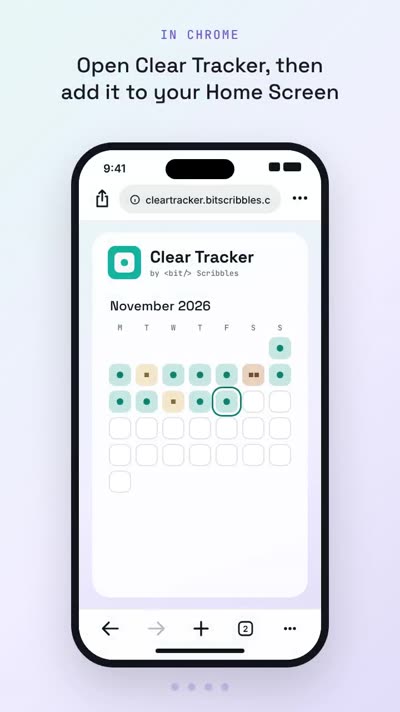 IN CHROME
Open Clear Tracker, then
add it to your Home Screen
9:41
cleartracker.bitscribbles.c
Clear Tracker
by <bit/> Scribbles
November 2026
M T W T F S S
2